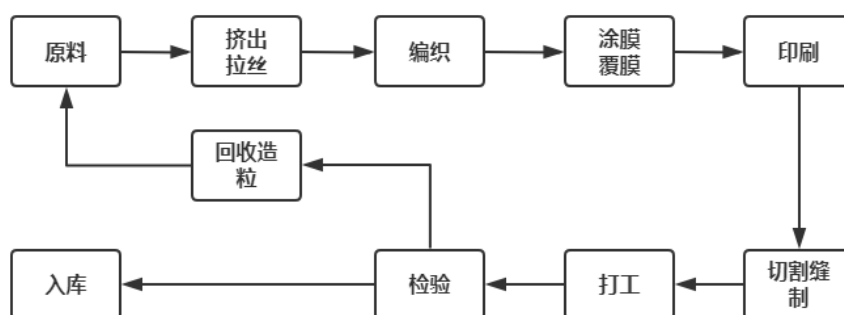 原料
挤出
拉丝
编织
涂膜
覆膜
印刷
回收造
粒
入库
检验
打工
切割缝
制